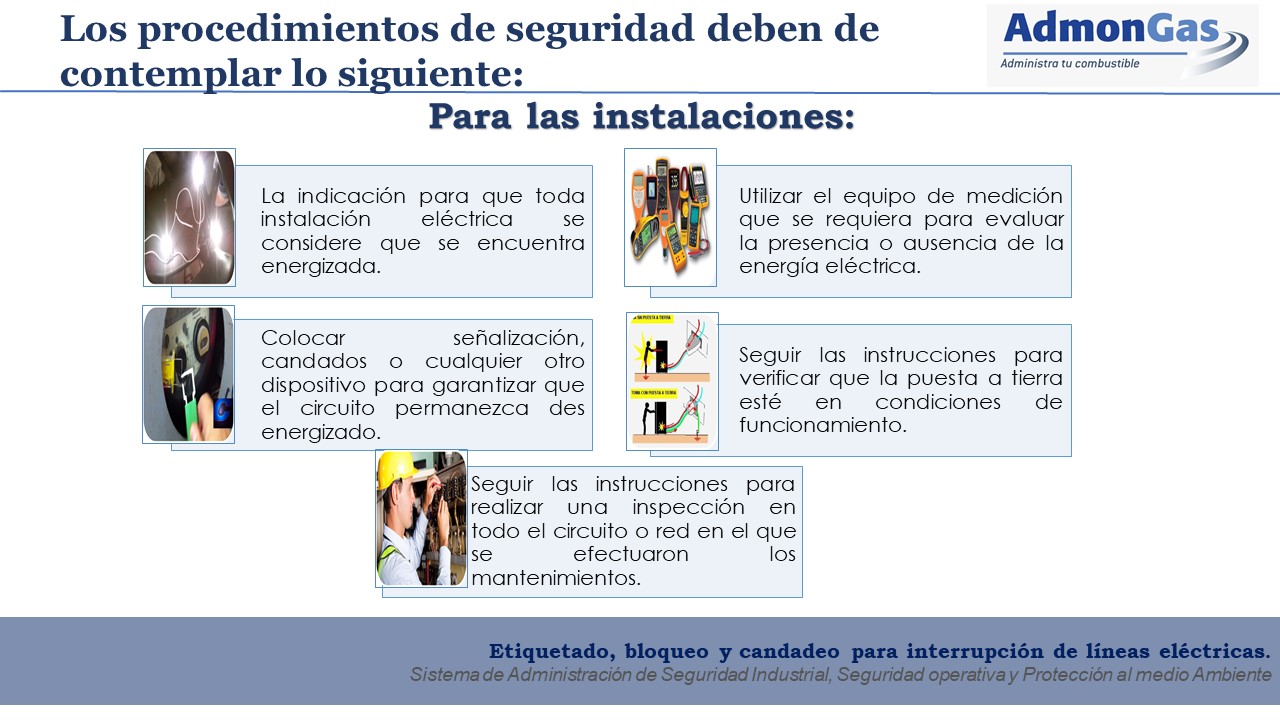 Los procedimientos de seguridad deben de
contemplar lo siguiente:
AdmonGas
Administra tu combustible
Para las instalaciones:
La indicación para que toda
instalación eléctrica se
considere que se encuentra
energizada.
Utilizar el equipo de medición
que se requiera para evaluar
la presencia o ausencia de la
energía eléctrica.
Colocar señalización,
candados o cualquier otro
dispositivo para garantizar que
el circuito permanezca des
energizado.
SIN PUESTA A TIERRA
TOMA CON PUESTA A TIERRA
Seguir las instrucciones para
verificar que la puesta a tierra
esté en condiciones de
funcionamiento.
Seguir las instrucciones para
realizar una inspección en
todo el circuito o red en el que
se efectuaron los
mantenimientos.
Etiquetado, bloqueo y candadeo para interrupción de líneas eléctricas.
Sistema de Administración de Seguridad Industrial, Seguridad operativa y Protección al medio Ambiente